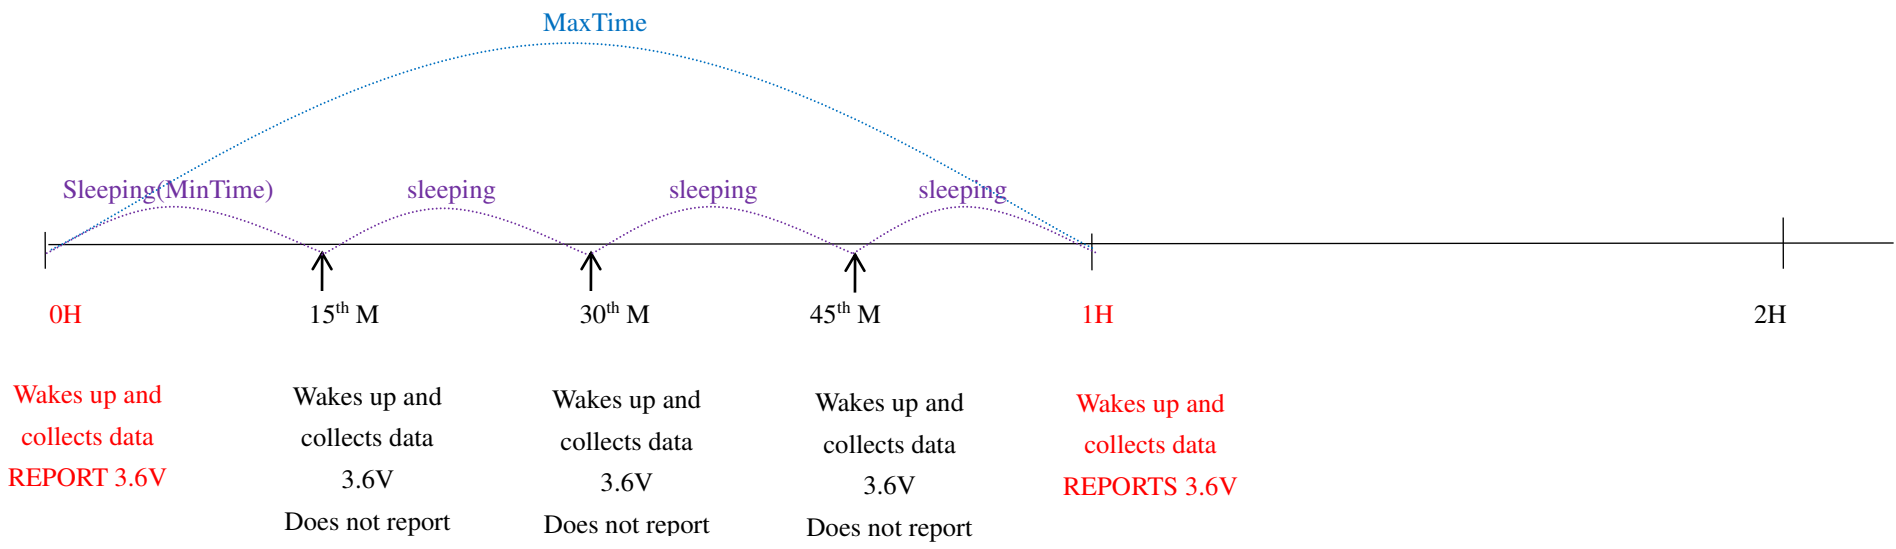 MaxTime
Sleeping(MinTime)
sleeping
sleeping
sleeping
0H
15th M
30th M
45th M
1H
2H
Wakes up and
collects data
REPORT 3.6V
Wakes up and
collects data
3.6V
Does not report
Wakes up and
collects data
3.6V
Does not report
Wakes up and
collects data
3.6V
Does not report
Wakes up and
collects data
REPORTS 3.6V